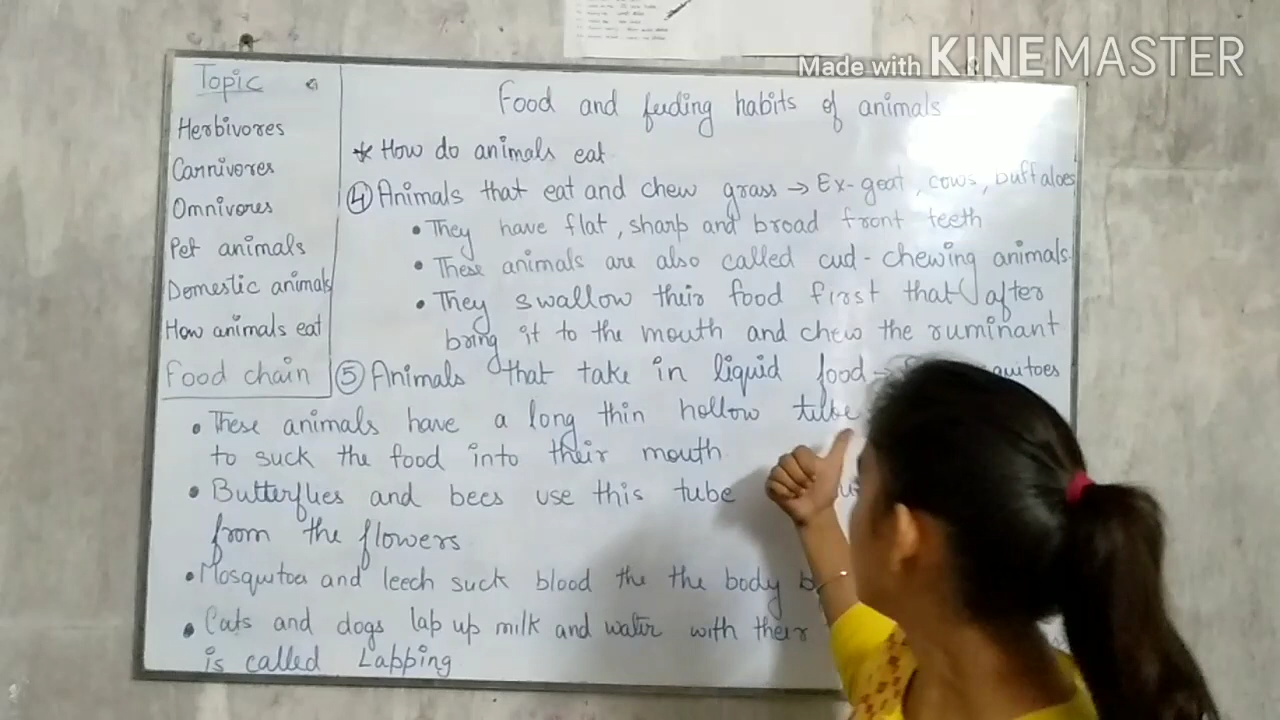 Made with KINEMASTER
Topic
Herbivores
Carnivores
Omnivores
Pet animals
Domestic animals
How animals eat
Food chain
Food and feeding habits of animals
* How do animals eat
④ Animals that eat and chew grass → Ex-goat, cows, buffaloes
• They have flat, sharp and broad front teeth
• These animals are also called cud-chewing animals.
• They swallow their food first that after
bring it to the mouth and chew the ruminant
⑤ Animals that take in liquid food →
• These animals have a long thin hollow tube
to suck the food into their mouth
• Butterflies and bees use this tube
from the flowers
• Mosquitoa and leech suck blood the the body
• Cats and dogs lap up milk and water with their
is called Lapping